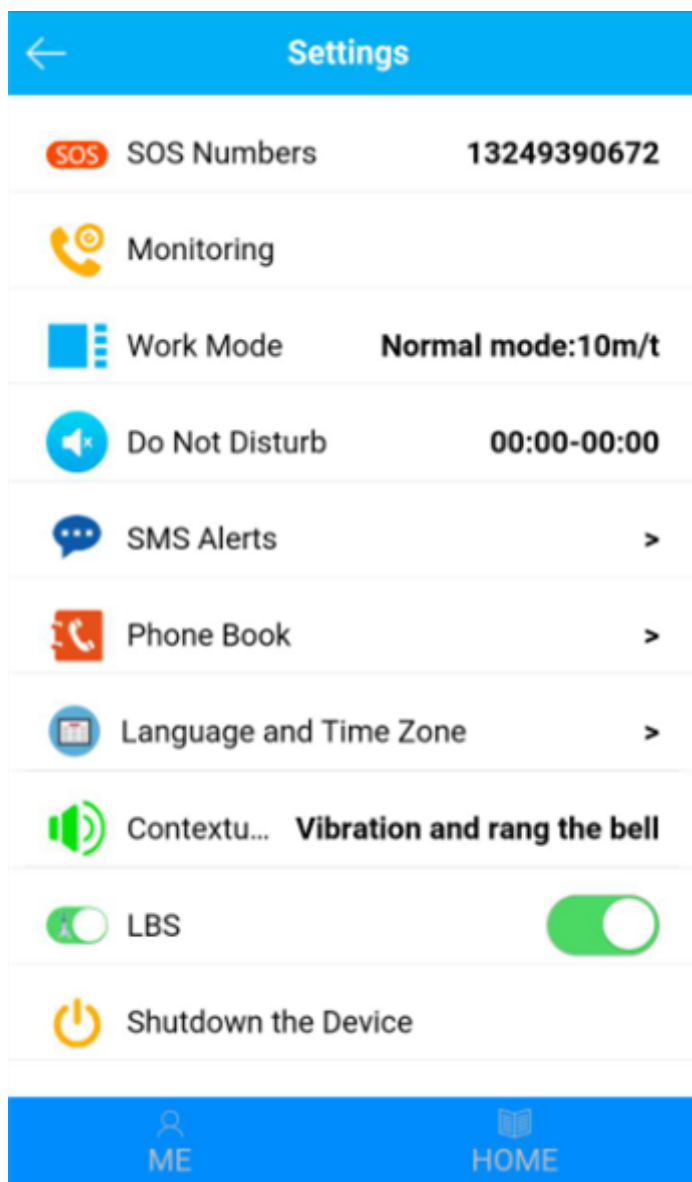 Settings
SOS SOS Numbers 13249390672
Monitoring
Work Mode Normal mode:10m/t
Do Not Disturb 00:00-00:00
SMS Alerts >
Phone Book >
Language and Time Zone >
Contextu... Vibration and rang the bell
LBS
Shutdown the Device
ME HOME